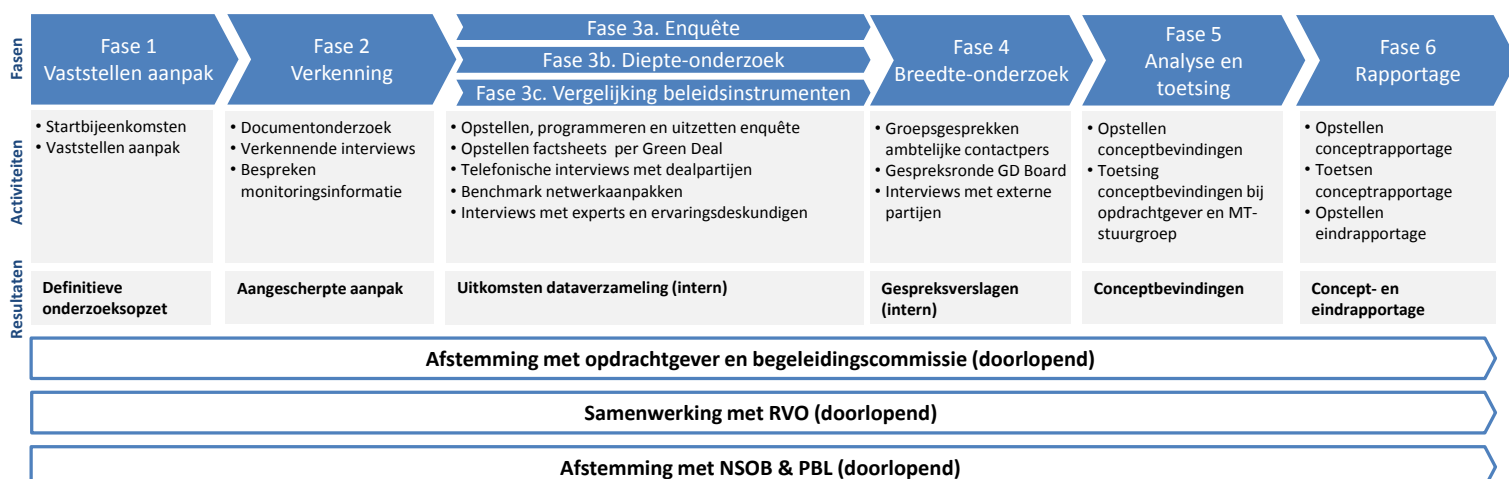 Fasen
Fase 1
Vaststellen aanpak
Fase 2
Verkenning
Fase 3a. Enquête
Fase 3b. Diepte-onderzoek
Fase 3c. Vergelijking beleidsinstrumenten
Fase 4
Breedte-onderzoek
Fase 5
Analyse en
toetsing
Fase 6
Rapportage
Activiteiten
• Startbijeenkomsten
• Vaststellen aanpak
• Documentonderzoek
• Verkennende interviews
• Bespreken
monitoringsinformatie
• Opstellen, programmeren en uitzetten enquête
• Opstellen factsheets per Green Deal
• Telefonische interviews met dealpartijen
• Benchmark netwerkaanpakken
• Interviews met experts en ervaringsdeskundigen
• Groepsgesprekken
ambtelijke contactpers
• Gespreksronde GD Board
• Interviews met externe
partijen
• Opstellen
conceptbevindingen
• Toetsing
conceptbevindingen bij
opdrachtgever en MT-
stuurgroep
• Opstellen
conceptrapportage
• Toetsen
conceptrapportage
• Opstellen
eindrapportage
Resultaten
Definitieve
onderzoeksopzet
Aangescherpte aanpak
Uitkomsten dataverzameling (intern)
Gespreksverslagen
(intern)
Conceptbevindingen
Concept- en
eindrapportage
Afstemming met opdrachtgever en begeleidingscommissie (doorlopend)
Samenwerking met RVO (doorlopend)
Afstemming met NSOB & PBL (doorlopend)